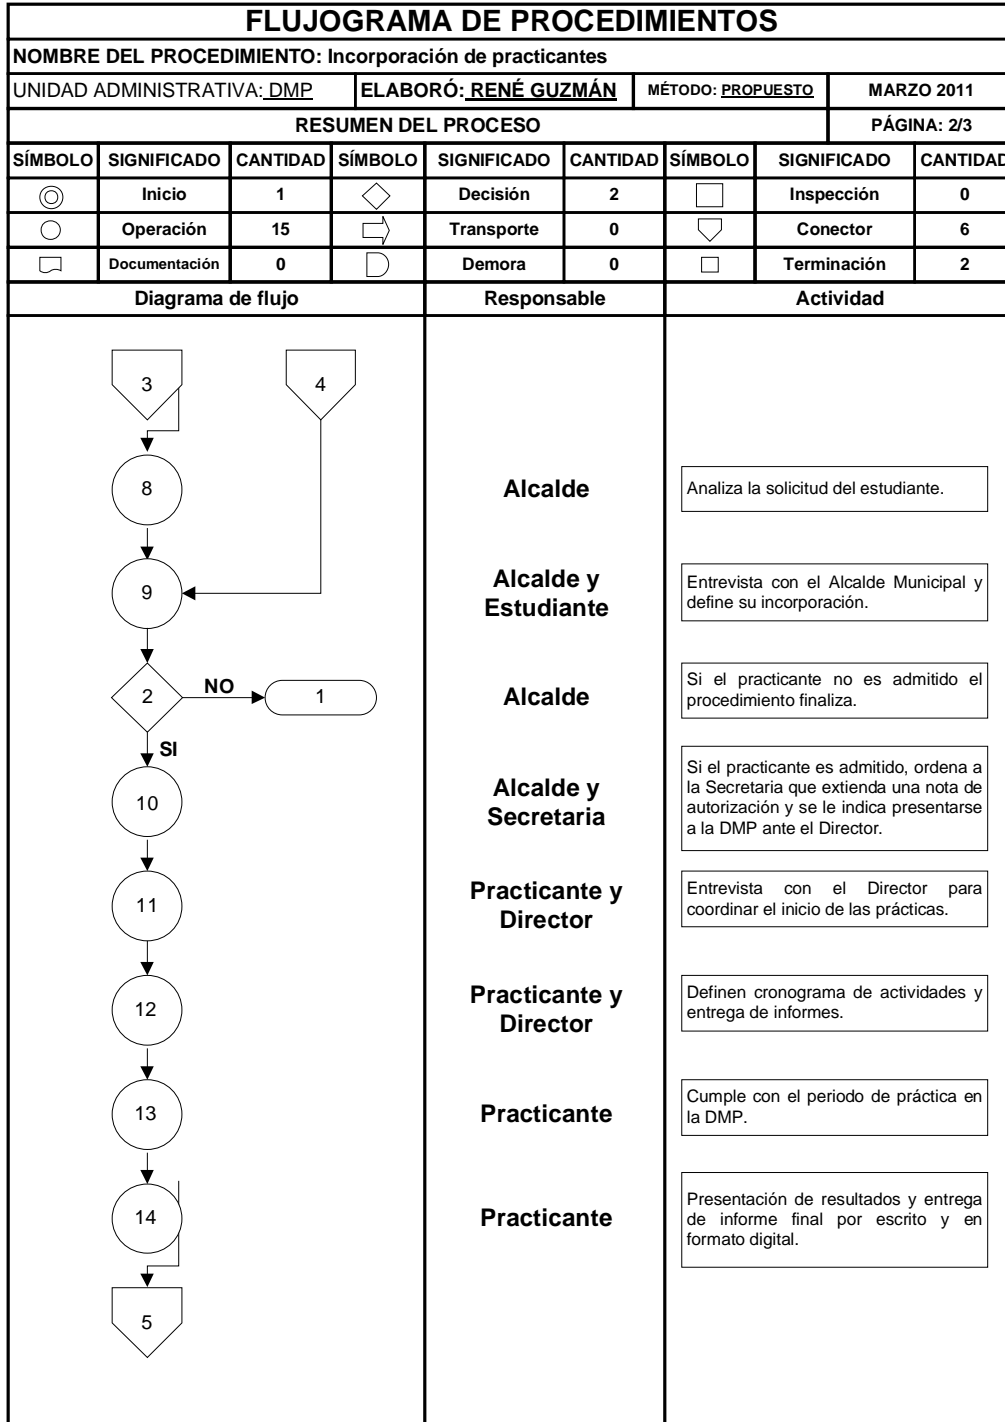 FLUJOGRAMA DE PROCEDIMIENTOS
NOMBRE DEL PROCEDIMIENTO: Incorporación de practicantes
UNIDAD ADMINISTRATIVA: DMP ELABORÓ: RENÉ GUZMÁN MÉTODO: PROPUESTO MARZO 2011
RESUMEN DEL PROCESO PÁGINA: 2/3
SÍMBOLO SIGNIFICADO CANTIDAD SÍMBOLO SIGNIFICADO CANTIDAD SÍMBOLO SIGNIFICADO CANTIDAD
Inicio 1 Decisión 2 Inspección 0
Operación 15 Transporte 0 Conector 6
Documentación 0 Demora 0 Terminación 2
Diagrama de flujo Responsable Actividad
3 4
8 Alcalde Analiza la solicitud del estudiante.
9 Alcalde y
Estudiante
Entrevista con el Alcalde Municipal y
define su incorporación.
2 NO 1 Alcalde
Si el practicante no es admitido el
procedimiento finaliza.
SI
10 Alcalde y
Secretaria
Si el practicante es admitido, ordena a
la Secretaria que extienda una nota de
autorización y se le indica presentarse
a la DMP ante el Director.
11 Practicante y
Director
Entrevista con el Director para
coordinar el inicio de las prácticas.
12 Practicante y
Director
Definen cronograma de actividades y
entrega de informes.
13 Practicante
Cumple con el periodo de práctica en
la DMP.
14 Practicante
Presentación de resultados y entrega
de informe final por escrito y en
formato digital.
5